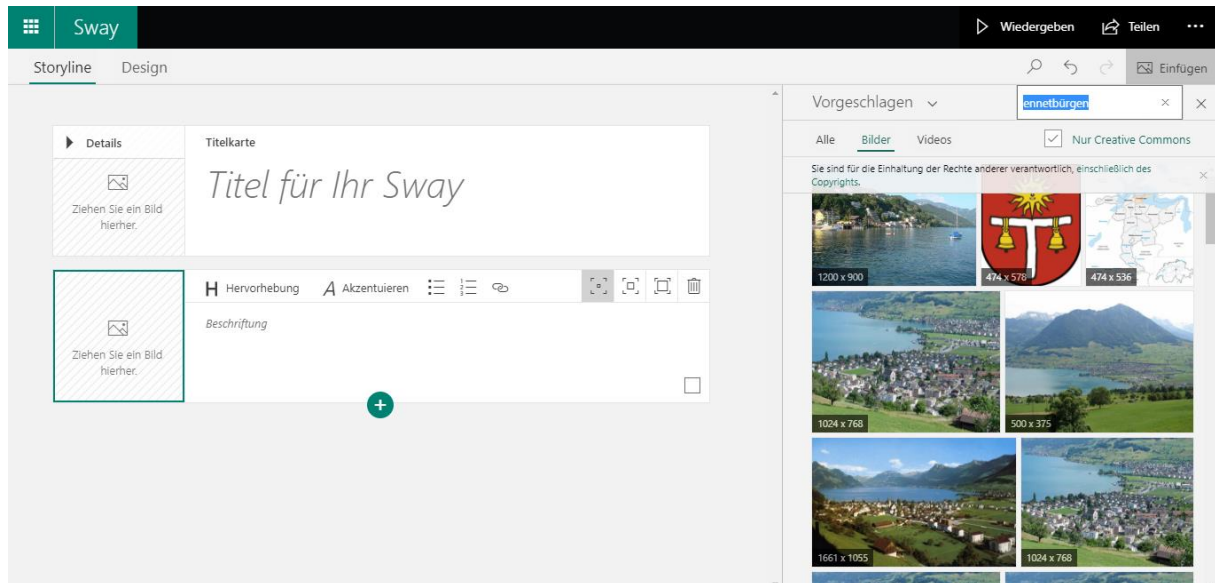 Sway
Wiedergeben
Teilen
Storyline
Design
Einfügen
Details
Titelkarte
Ziehen Sie ein Bild
hierher.
Titel für Ihr Sway
Ziehen Sie ein Bild
hierher.
H Hervorhebung
A Akzentuieren
Beschriftung
Vorgeschlagen
ennetbürgen
Alle
Bilder
Videos
Nur Creative Commons
Sie sind für die Einhaltung der Rechte anderer verantwortlich, einschließlich des
Copyrights.
1200 x 900
474 x 578
474 x 536
1024 x 768
500 x 375
1661 x 1055
1024 x 768